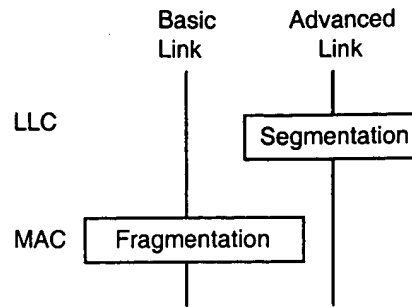 Basic Link
Advanced Link
LLC
Segmentation
MAC
Fragmentation